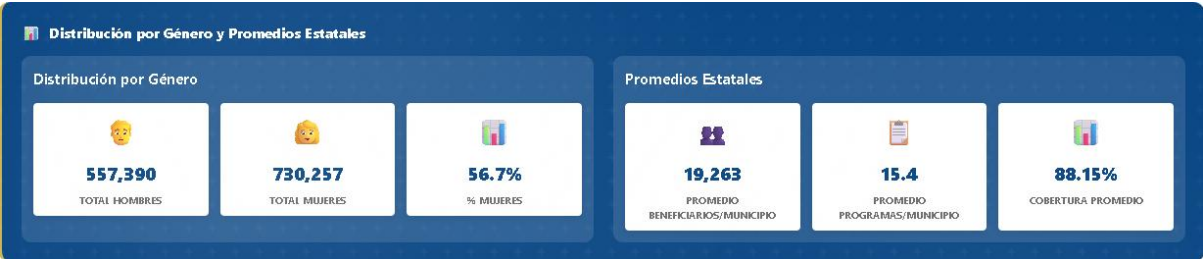 Distribución por Género y Promedios Estatales
Distribución por Género
557,390
TOTAL HOMBRES
730,257
TOTAL MUJERES
56.7%
% MUJERES
Promedios Estatales
19,263
PROMEDIO
BENEFICIARIOS/MUNICIPIO
15.4
PROMEDIO
PROGRAMAS/MUNICIPIO
88.15%
COBERTURA PROMEDIO